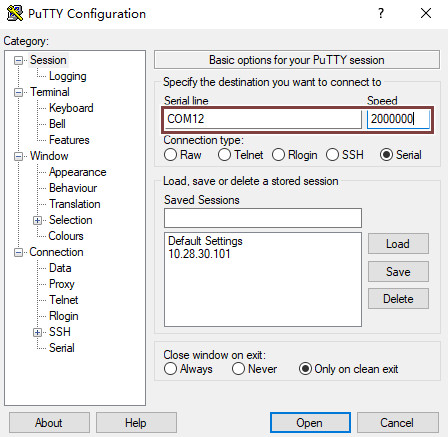 PuTTY Configuration
Category:
Session
Logging
Terminal
Keyboard
Bell
Features
Window
Appearance
Behaviour
Translation
Selection
Colours
Connection
Data
Proxy
Telnet
Rlogin
SSH
Serial
Basic options for your PuTTY session
Specify the destination you want to connect to
Serial line Speed
COM12 2000000
Connection type:
Raw Telnet Rlogin SSH Serial
Load, save or delete a stored session
Saved Sessions
Default Settings
10.28.30.101
Load
Save
Delete
Close window on exit:
Always Never Only on clean exit
About Help Open Cancel